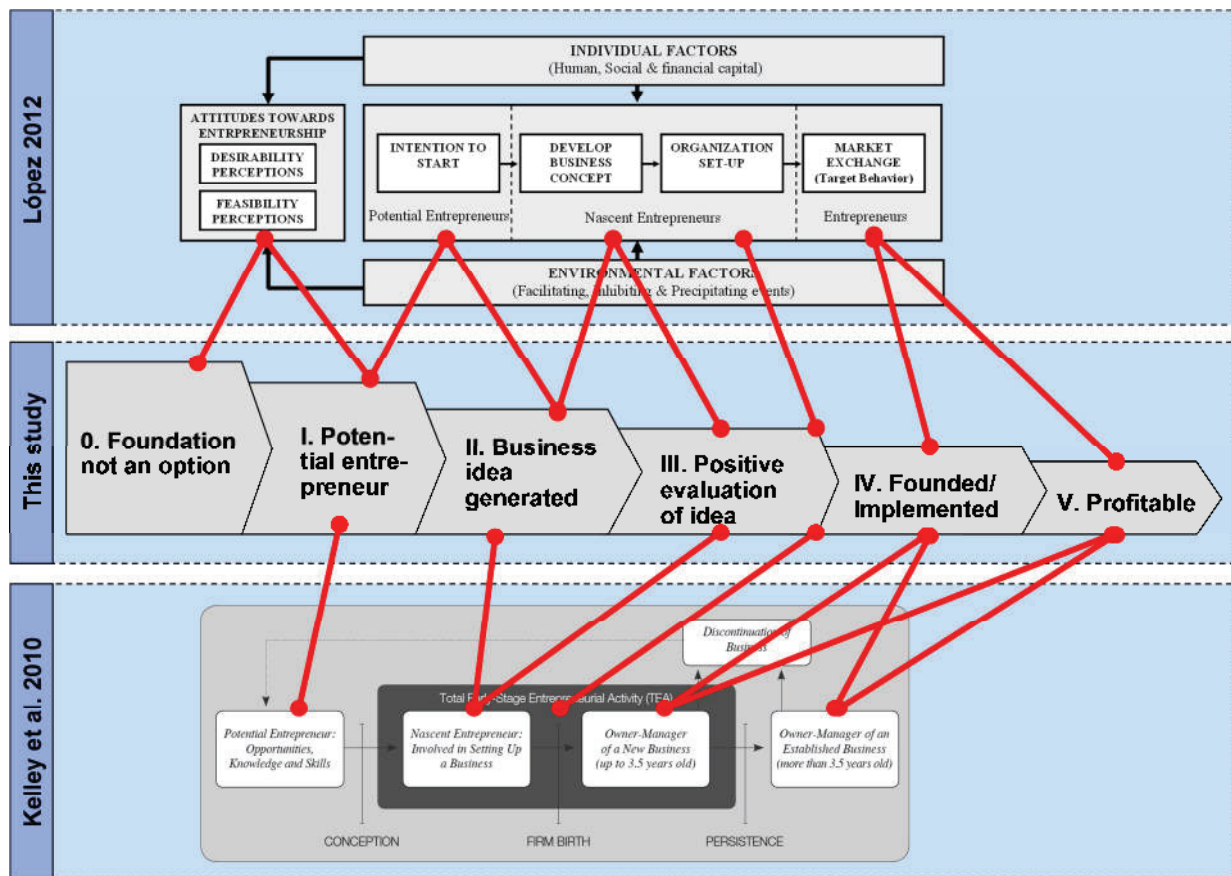 López 2012
INDIVIDUAL FACTORS
(Human, Social & financial capital)
ATTITUDES TOWARDS
ENTRPRENEURSHIP
DESIRABILITY
PERCEPTIONS
FEASIBILITY
PERCEPTIONS
INTENTION TO
START
DEVELOP
BUSINESS
CONCEPT
ORGANIZATION
SET-UP
MARKET
EXCHANGE
(Target Behavior)
Potential Entrepreneurs
Nascent Entrepreneurs
Entrepreneurs
ENVIRONMENTAL FACTORS
(Facilitating, Inhibiting & Precipitating events)
This study
0. Foundation
not an option
I. Poten-
tial entre-
preneur
II. Business
idea
generated
III. Positive
evaluation
of idea
IV. Founded/
Implemented
V. Profitable
Kelley et al. 2010
Discontinuation of
Business
Total Early-Stage Entrepreneurial Activity (TEA)
Potential Entrepreneur:
Opportunities,
Knowledge and Skills
Nascent Entrepreneur:
Involved in Setting Up
a Business
Owner-Manager
of a New Business
(up to 3.5 years old)
Owner-Manager of an
Established Business
(more than 3.5 years old)
CONCEPTION
FIRM BIRTH
PERSISTENCE